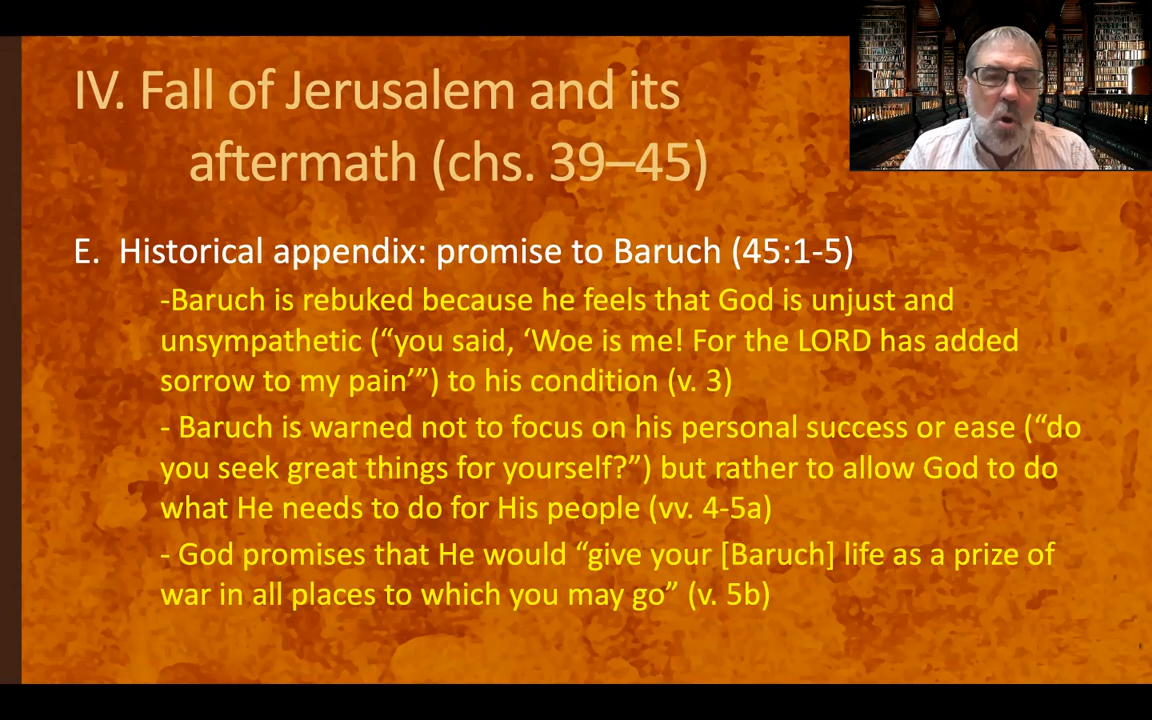 IV. Fall of Jerusalem and its
aftermath (chs. 39–45)
E. Historical appendix: promise to Baruch (45:1-5)
-Baruch is rebuked because he feels that God is unjust and
unsympathetic (“you said, ‘Woe is me! For the LORD has added
sorrow to my pain’”) to his condition (v. 3)
- Baruch is warned not to focus on his personal success or ease (“do
you seek great things for yourself?”) but rather to allow God to do
what He needs to do for His people (vv. 4-5a)
- God promises that He would “give your [Baruch] life as a prize of
war in all places to which you may go” (v. 5b)